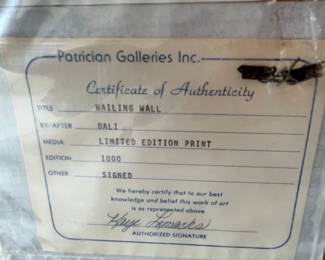 Patrician Galleries Inc.
Certificate of Authenticity
TITLE WAILING WALL
BY/AFTER DALI
MEDIA LIMITED EDITION PRINT
EDITION 1000
OTHER SIGNED
We hereby certify that to our best
knowledge and belief this work of art
is as represented above
AUTHORIZED SIGNATURE